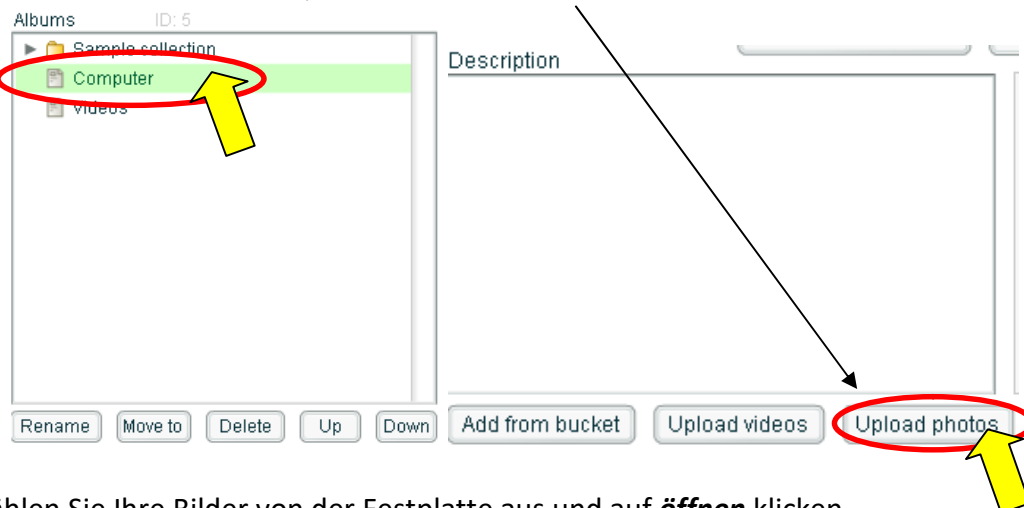 Albums ID: 5
Sample collection
Computer
Videos
Description
Rename Move to Delete Up Down
Add from bucket Upload videos Upload photos
Sie Ihre Bilder von der Festplatte aus und auf öffnen klicken